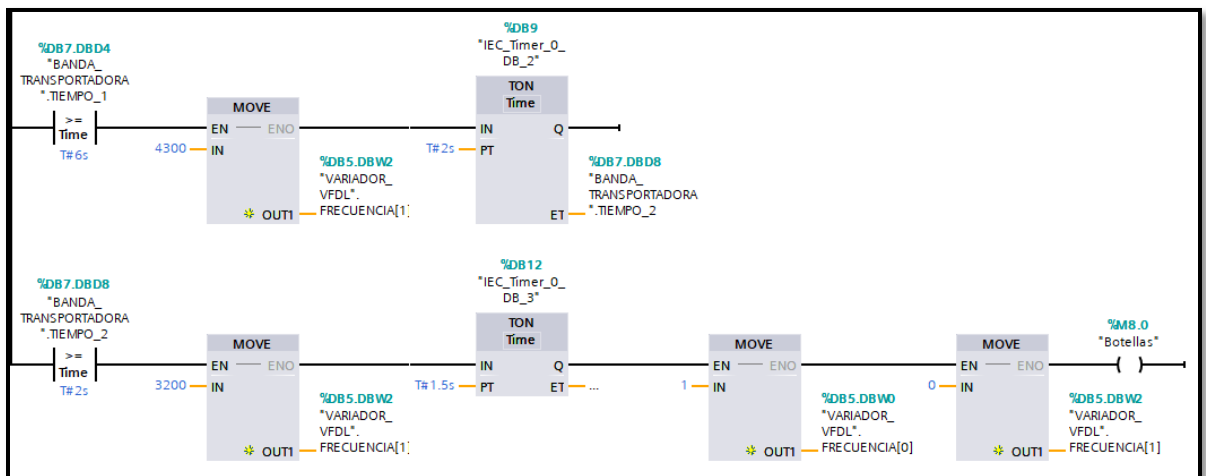 %DB7.DBD4
"BANDA_
TRANSPORTADORA
".TIEMPO_1
>=
Time
T#6s
MOVE
EN
ENO
4300
IN
OUT1
%DB5.DBW2
"VARIADOR_
VFDL".
FRECUENCIA[1]
%DB9
"IEC_Timer_0_
DB_2"
TON
Time
IN
Q
T#2s
PT
ET
%DB7.DBD8
"BANDA_
TRANSPORTADORA
".TIEMPO_2
%DB7.DBD8
"BANDA_
TRANSPORTADORA
".TIEMPO_2
>=
Time
T#2s
MOVE
EN
ENO
3200
IN
OUT1
%DB5.DBW2
"VARIADOR_
VFDL".
FRECUENCIA[1]
%DB12
"IEC_Timer_0_
DB_3"
TON
Time
IN
Q
T#1.5s
PT
ET
...
MOVE
EN
ENO
1
IN
OUT1
%DB5.DBW0
"VARIADOR_
VFDL".
FRECUENCIA[0]
MOVE
EN
ENO
0
IN
OUT1
%DB5.DBW2
"VARIADOR_
VFDL".
FRECUENCIA[1]
%M8.0
"Botellas"